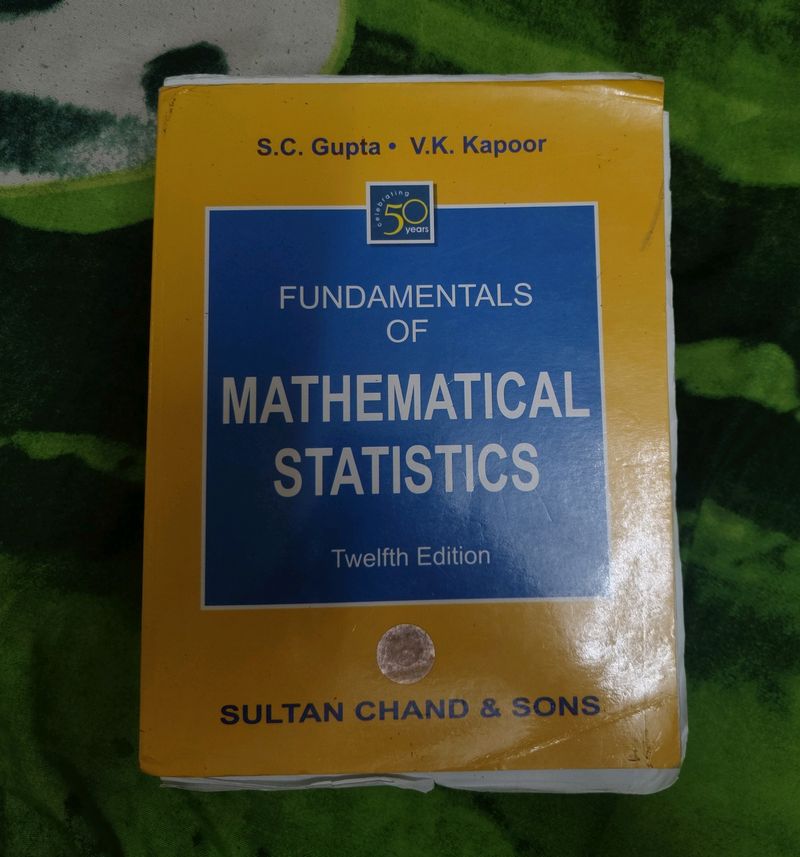 S.C. Gupta • V.K. Kapoor
celebrating
50
years
FUNDAMENTALS
OF
MATHEMATICAL
STATISTICS
Twelfth Edition
SULTAN CHAND & SONS